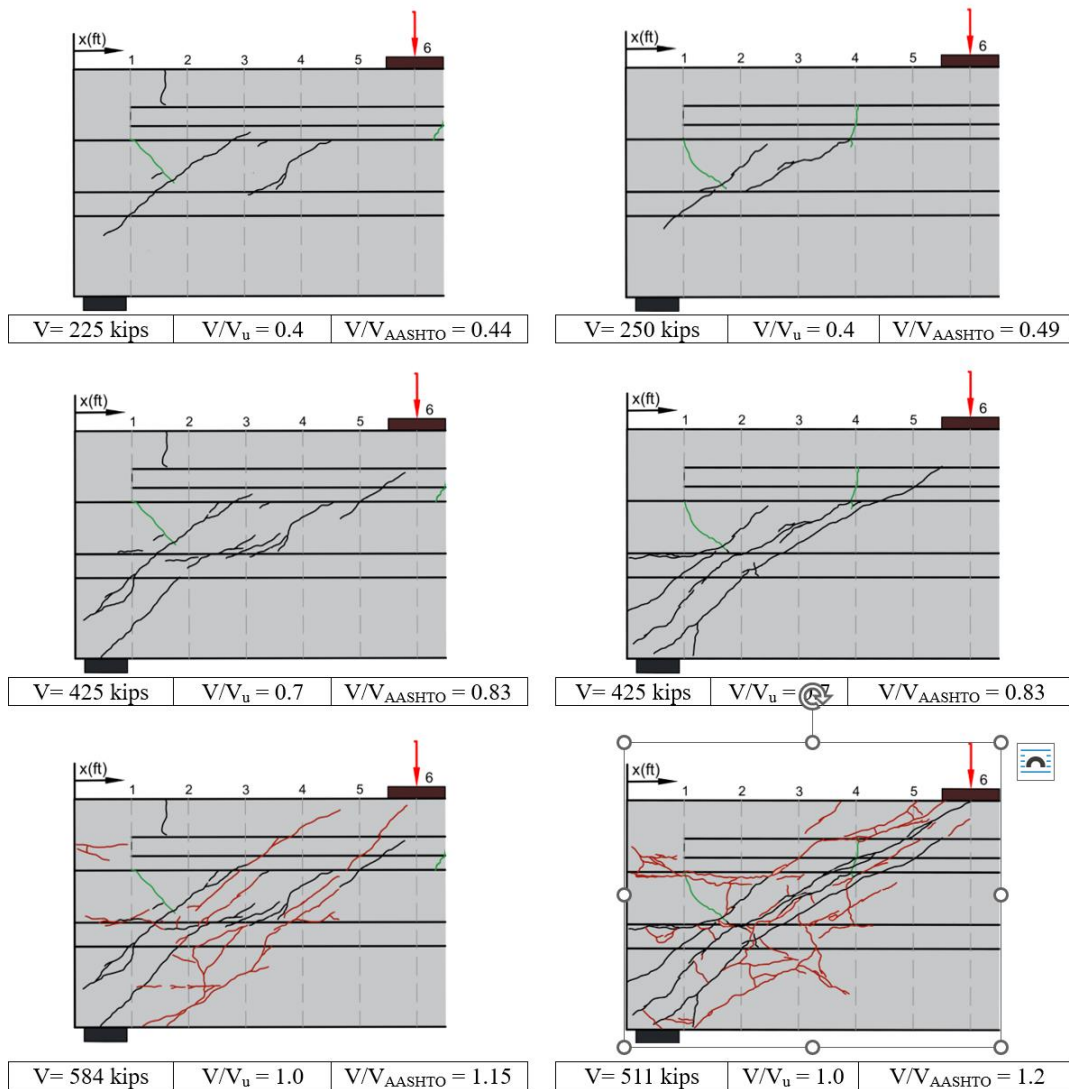 x(ft) 1 2 3 4 5 6
x(ft) 1 2 3 4 5 6
V= 225 kips V/Vu = 0.4 V/VAASHTO = 0.44
V= 250 kips V/Vu = 0.4 V/VAASHTO = 0.49
x(ft) 1 2 3 4 5 6
x(ft) 1 2 3 4 5 6
V= 425 kips V/Vu = 0.7 V/VAASHTO = 0.83
V= 425 kips V/Vu = V/VAASHTO = 0.83
x(ft) 1 2 3 4 5 6
x(ft) 1 2 3 4 5 6
V= 584 kips V/Vu = 1.0 V/VAASHTO = 1.15
V= 511 kips V/Vu = 1.0 V/VAASHTO = 1.2